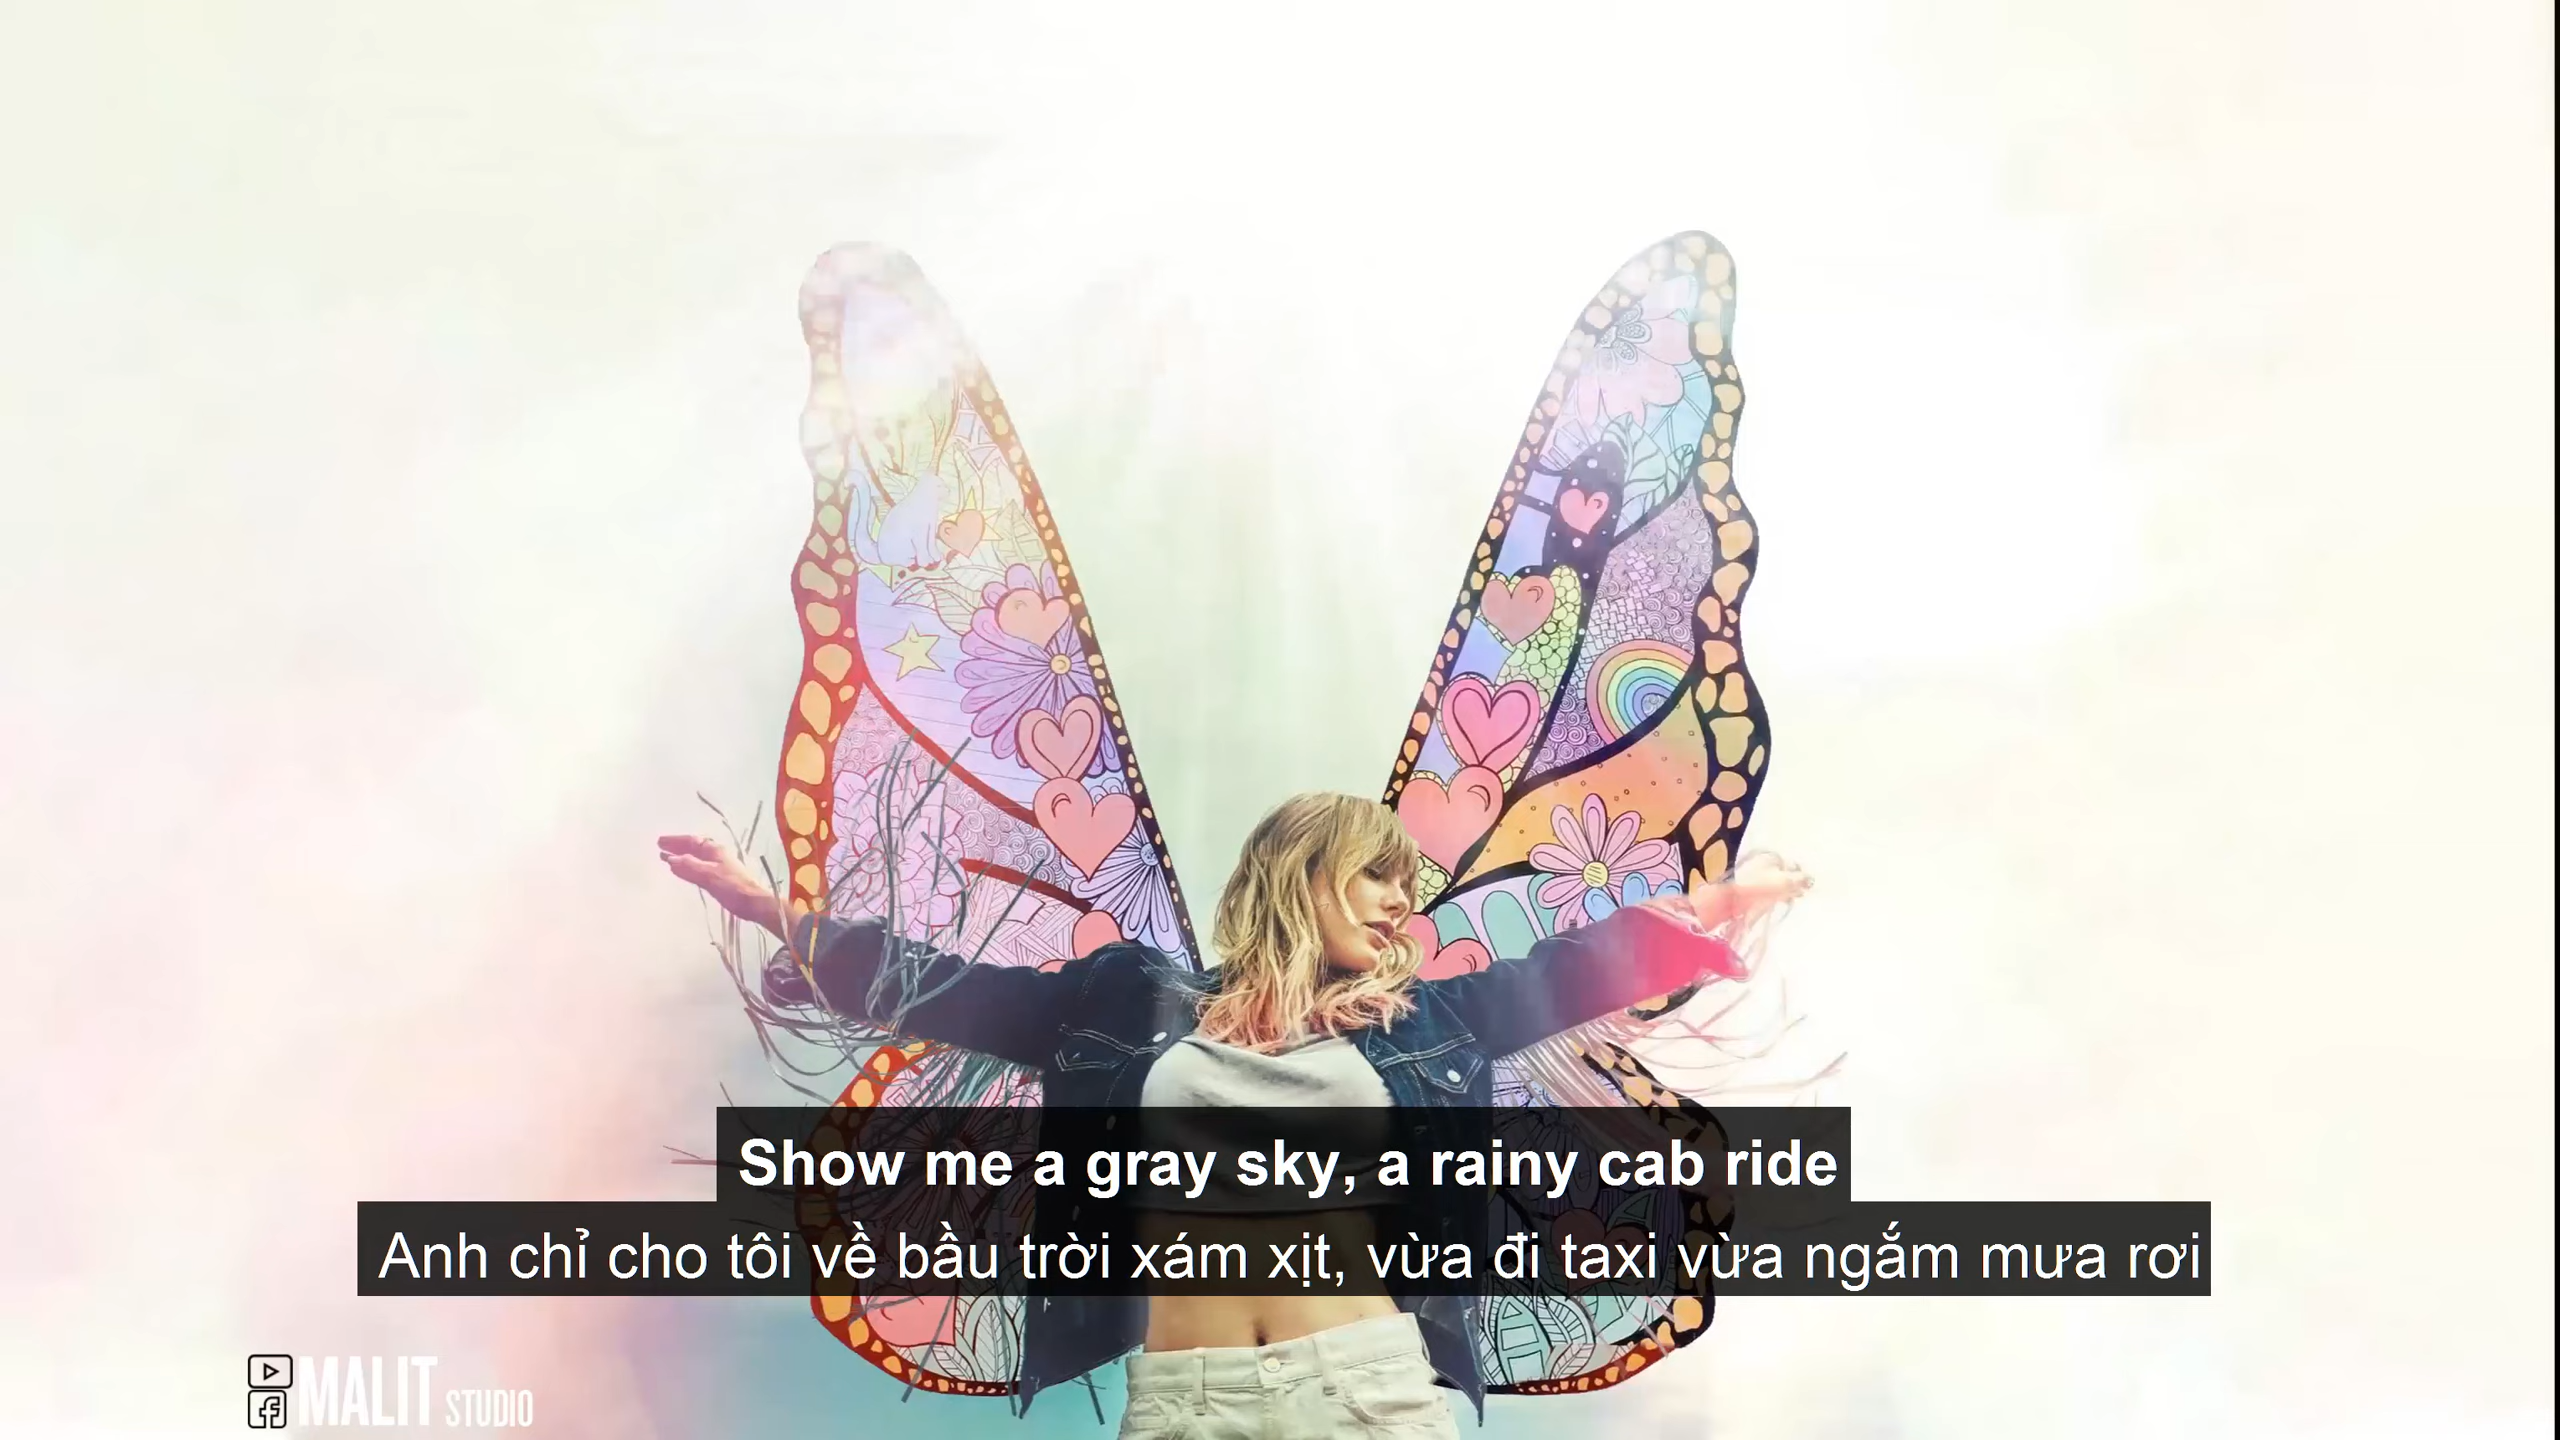 Show me a gray sky, a rainy cab ride
Anh chỉ cho tôi về bầu trời xám xịt, vừa đi taxi vừa ngắm mưa rơi
MALIT STUDIO